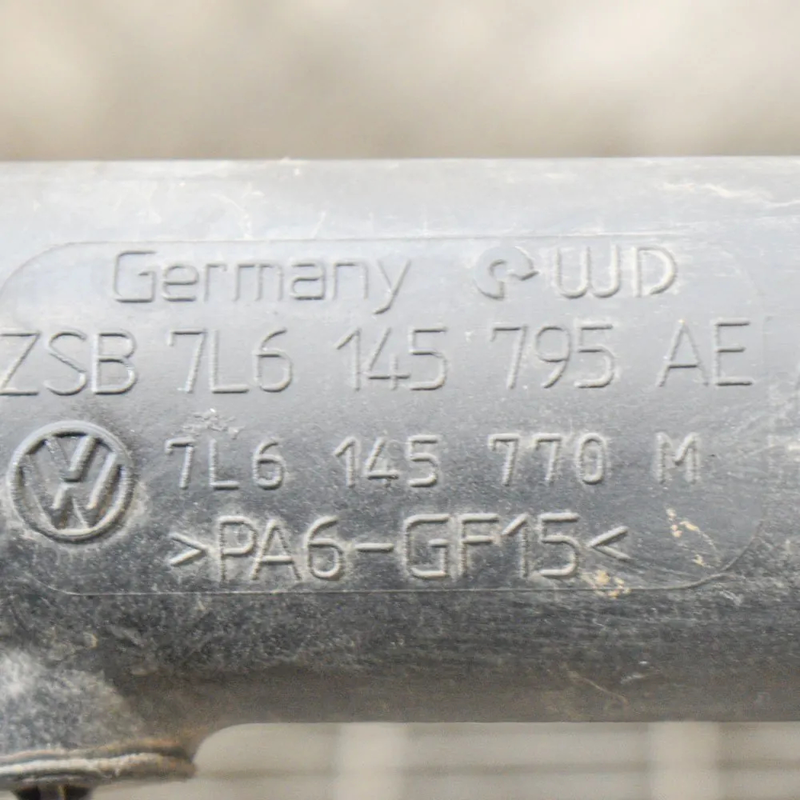 Germany WD
ZSB 7L6 145 795 AE
7L6 145 770 M
>PA6-GF15<